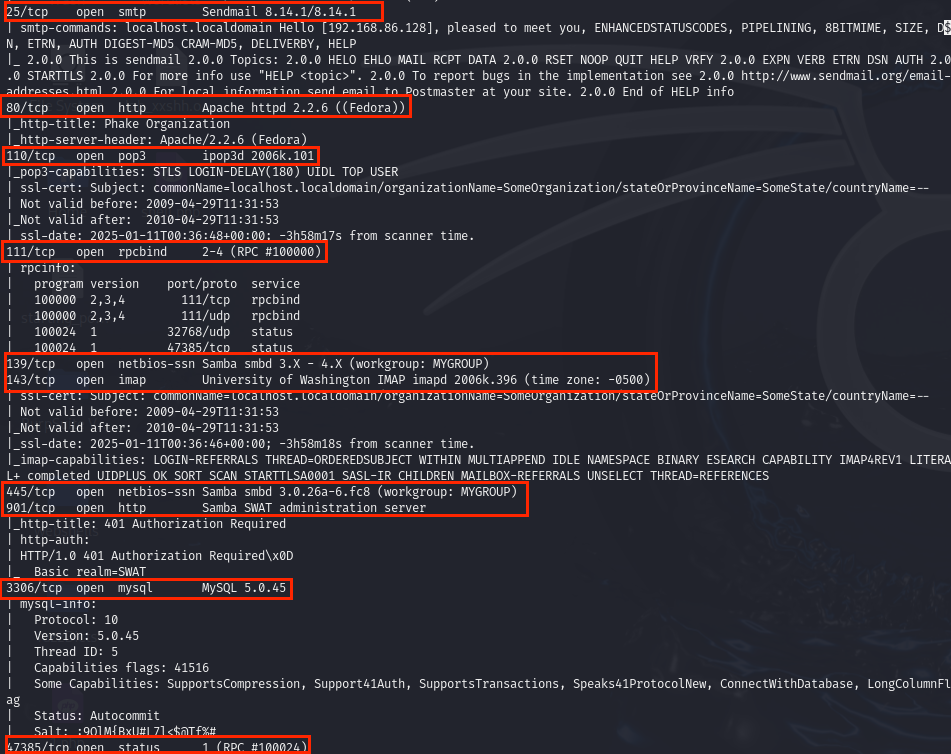 25/tcp open smtp Sendmail 8.14.1/8.14.1
| smtp-commands: localhost.localdomain Hello [192.168.86.128], pleased to meet you, ENHANCEDSTATUSCODES, PIPELINING, 8BITMIME, SIZE, DS
N, ETRN, AUTH DIGEST-MD5 CRAM-MD5, DELIVERBY, HELP
|_ 2.0.0 This is sendmail 2.0.0 Topics: 2.0.0 HELO EHLO MAIL RCPT DATA 2.0.0 RSET NOOP QUIT HELP VRFY 2.0.0 EXPN VERB ETRN DSN AUTH 2.0
.0 STARTTLS 2.0.0 For more info use "HELP <topic>". 2.0.0 To report bugs in the implementation see 2.0.0 http://www.sendmail.org/email-
addresses.html 2.0.0 For local information send email to Postmaster at your site. 2.0.0 End of HELP info
80/tcp open http Apache httpd 2.2.6 ((Fedora))
|_http-title: Phake Organization
|_http-server-header: Apache/2.2.6 (Fedora)
110/tcp open pop3 ipop3d 2006k.101
|_pop3-capabilities: STLS LOGIN-DELAY(180) UIDL TOP USER
| ssl-cert: Subject: commonName=localhost.localdomain/organizationName=SomeOrganization/stateOrProvinceName=SomeState/countryName=--
| Not valid before: 2009-04-29T11:31:53
|_Not valid after: 2010-04-29T11:31:53
|_ssl-date: 2025-01-11T00:36:48+00:00; -3h58m17s from scanner time.
111/tcp open rpcbind 2-4 (RPC #100000)
| rpcinfo:
| program version port/proto service
| 100000 2,3,4 111/tcp rpcbind
| 100000 2,3,4 111/udp rpcbind
| 100024 1 32768/udp status
|_ 100024 1 47385/tcp status
139/tcp open netbios-ssn Samba smbd 3.X - 4.X (workgroup: MYGROUP)
143/tcp open imap University of Washington IMAP imapd 2006k.396 (time zone: -0500)
| ssl-cert: Subject: commonName=localhost.localdomain/organizationName=SomeOrganization/stateOrProvinceName=SomeState/countryName=--
| Not valid before: 2009-04-29T11:31:53
|_Not valid after: 2010-04-29T11:31:53
|_ssl-date: 2025-01-11T00:36:46+00:00; -3h58m18s from scanner time.
|_imap-capabilities: LOGIN-REFERRALS THREAD=ORDEREDSUBJECT WITHIN MULTIAPPEND IDLE NAMESPACE BINARY ESEARCH CAPABILITY IMAP4REV1 LITERA
L+ completed UIDPLUS OK SORT SCAN STARTTLSA0001 SASL-IR CHILDREN MAILBOX-REFERRALS UNSELECT THREAD=REFERENCES
445/tcp open netbios-ssn Samba smbd 3.0.26a-6.fc8 (workgroup: MYGROUP)
901/tcp open http Samba SWAT administration server
|_http-title: 401 Authorization Required
| http-auth:
| HTTP/1.0 401 Authorization Required\x0D
|_ Basic realm=SWAT
3306/tcp open mysql MySQL 5.0.45
| mysql-info:
| Protocol: 10
| Version: 5.0.45
| Thread ID: 5
| Capabilities flags: 41516
| Some Capabilities: SupportsCompression, Support41Auth, SupportsTransactions, Speaks41ProtocolNew, ConnectWithDatabase, LongColumnFl
ag
| Status: Autocommit
|_ Salt: :9QlM{BxU#L7l<$@Tf%#
47385/tcp open status 1 (RPC #100024)